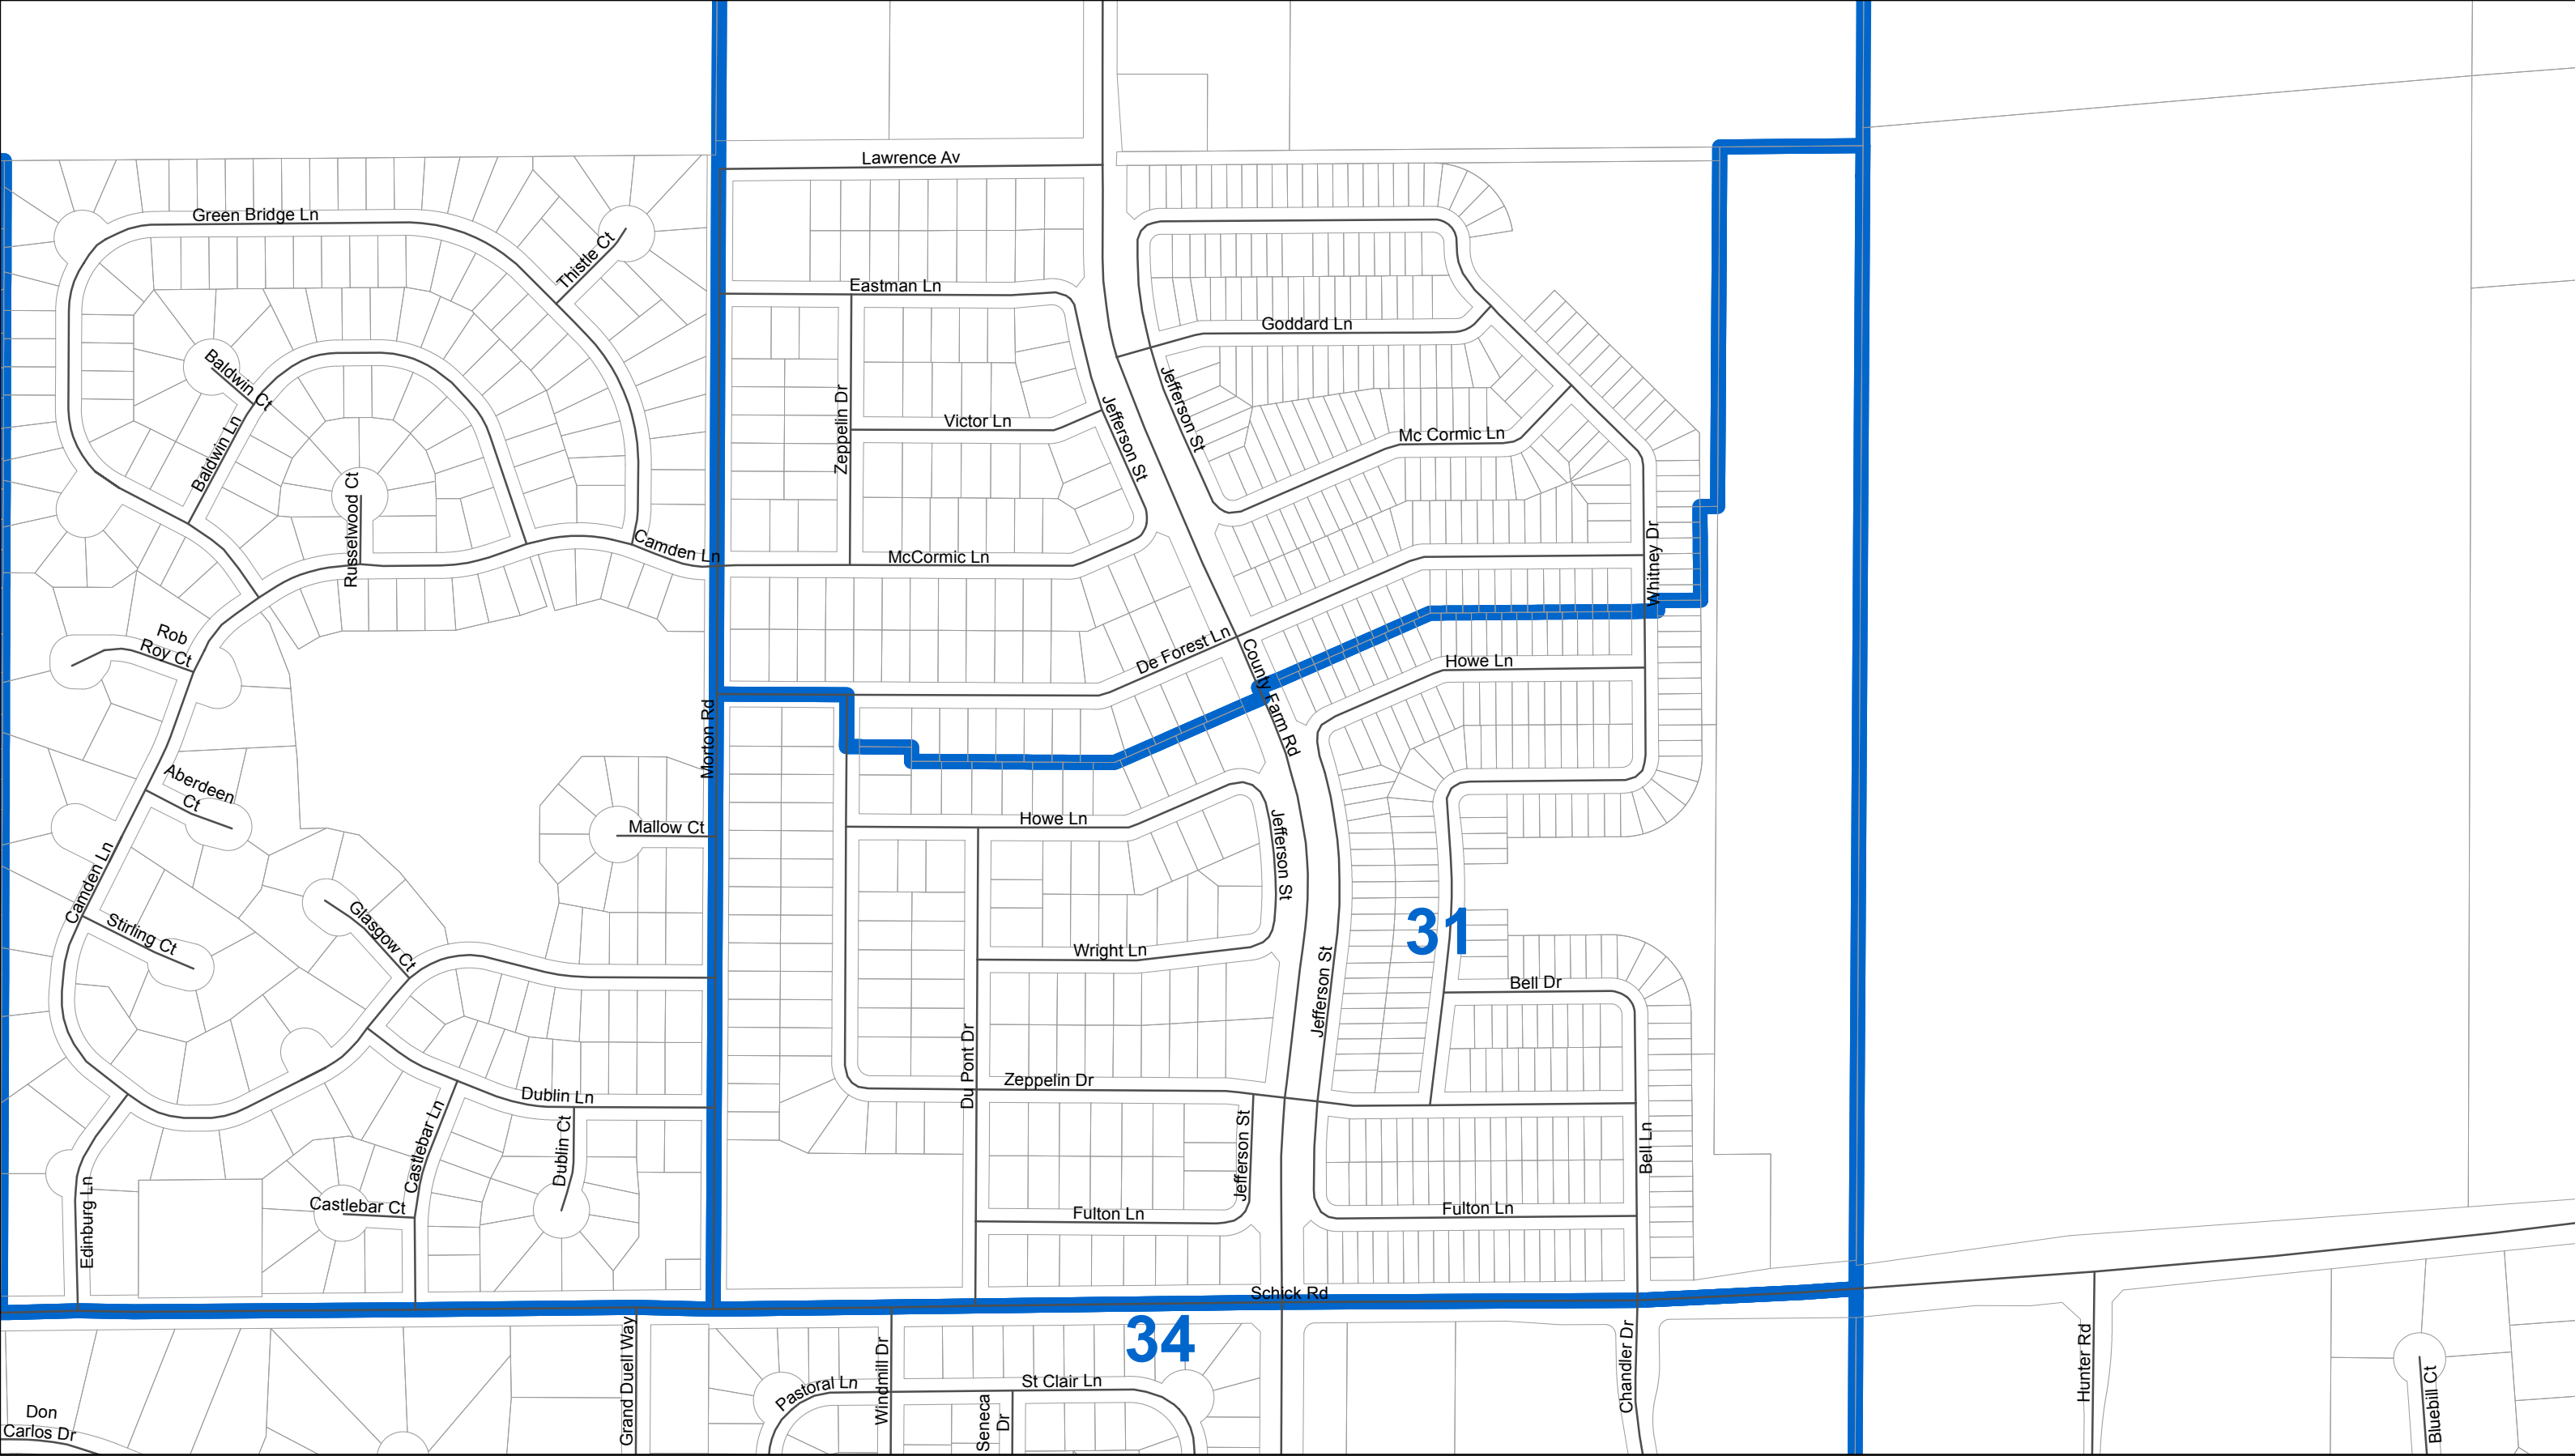 Lawrence Av
Green Bridge Ln
Thistle Ct
Eastman Ln
Goddard Ln
Baldwin Ct
Baldwin Ln
Zeppelin Dr
Victor Ln
Jefferson St
Jefferson St
Mc Cormic Ln
Russelwood Ct
Camden Ln
McCormic Ln
Whitney Dr
Rob
Roy Ct
De Forest Ln
County Farm Rd
Howe Ln
Morton Rd
Aberdeen
Ct
Mallow Ct
Howe Ln
Jefferson St
Camden Ln
Stirling Ct
Glasgow Ct
31
Wright Ln
Jefferson St
Bell Dr
Du Pont Dr
Zeppelin Dr
Dublin Ln
Castlebar Ln
Dublin Ct
Jefferson St
Bell Ln
Edinburg Ln
Castlebar Ct
Fulton Ln
Fulton Ln
Schick Rd
34
Grand Duell Way
Windmill Dr
Chandler Dr
Hunter Rd
Pastoral Ln
St Clair Ln
Seneca
Dr
Bluebill Ct
Don
Carlos Dr